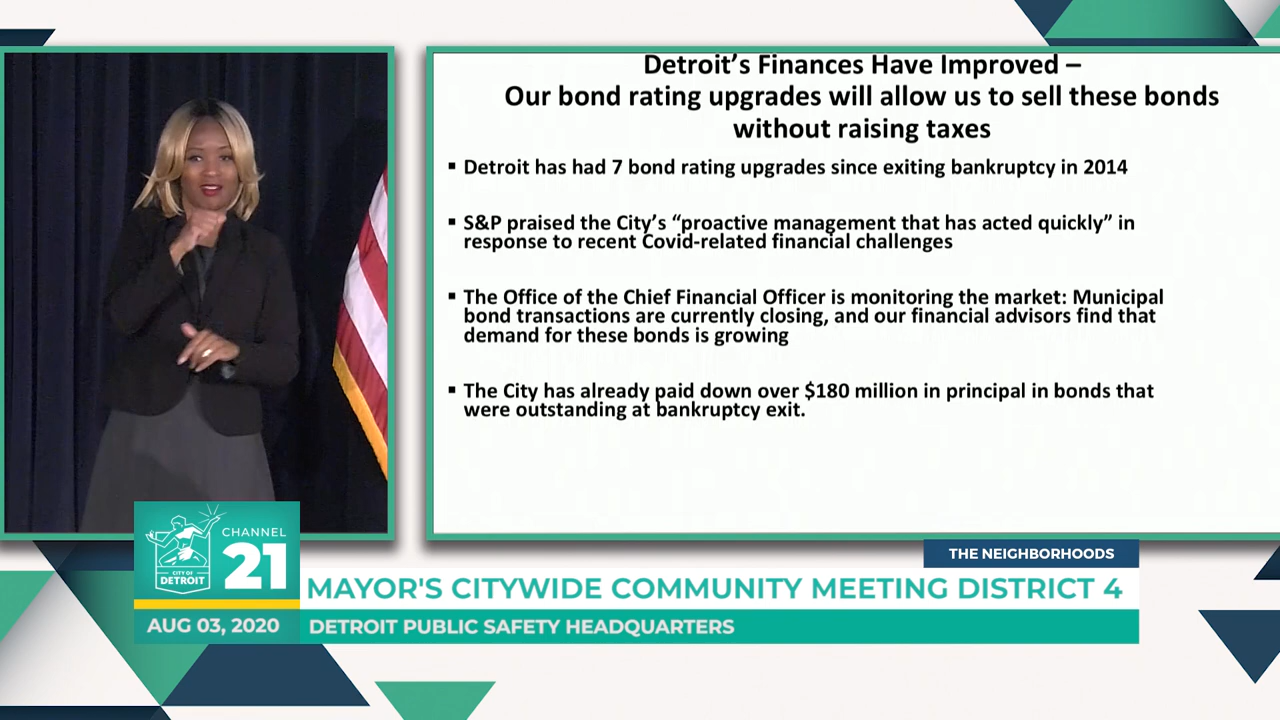 Detroit's Finances Have Improved –
Our bond rating upgrades will allow us to sell these bonds
without raising taxes
▪ Detroit has had 7 bond rating upgrades since exiting bankruptcy in 2014
▪ S&P praised the City's “proactive management that has acted quickly” in
response to recent Covid-related financial challenges
▪ The Office of the Chief Financial Officer is monitoring the market: Municipal
bond transactions are currently closing, and our financial advisors find that
demand for these bonds is growing
▪ The City has already paid down over $180 million in principal in bonds that
were outstanding at bankruptcy exit.
THE NEIGHBORHOODS
CHANNEL
21
CITY OF
DETROIT
MAYOR'S CITYWIDE COMMUNITY MEETING DISTRICT 4
AUG 03, 2020
DETROIT PUBLIC SAFETY HEADQUARTERS